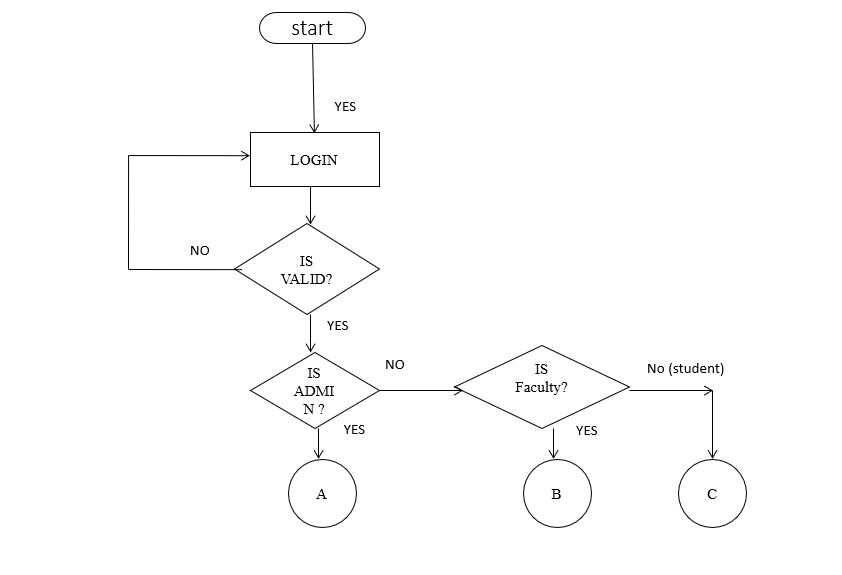 start
YES
LOGIN
NO
IS
VALID?
YES
IS
ADMI
N ?
NO
IS
Faculty?
No (student)
YES
YES
A
B
C